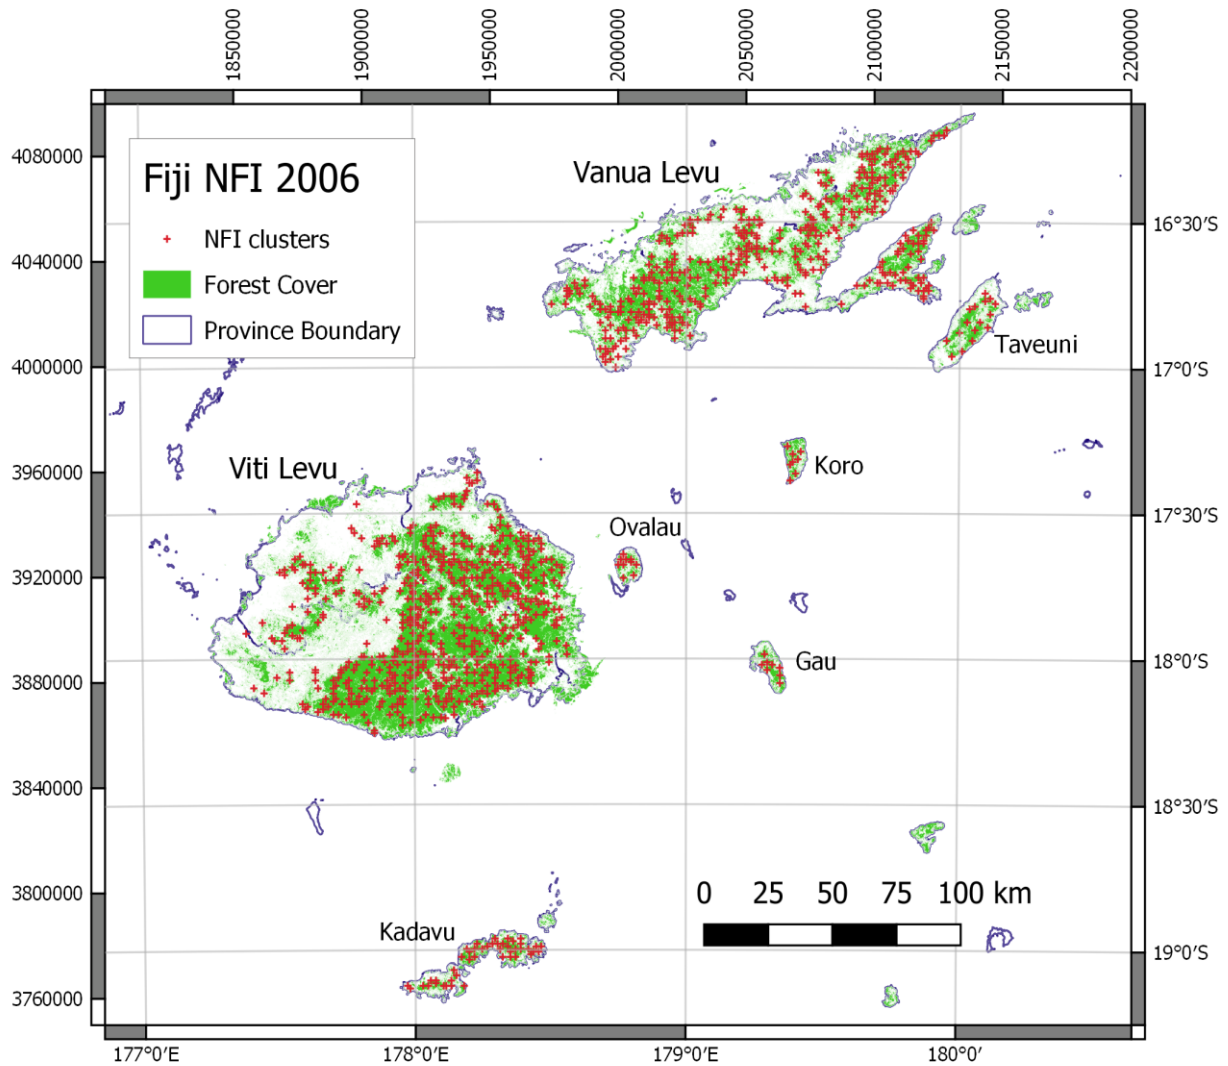 1850000 1900000 1950000 2000000 2050000 2100000 2150000 2200000
Fiji NFI 2006
NFI clusters
Forest Cover
Province Boundary
4080000
4040000
4000000
3960000
3920000
3880000
3840000
3800000
3760000
Vanua Levu
Taveuni
Koro
Viti Levu
Ovalau
Gau
Kadavu
0 25 50 75 100 km
16°30′S
17°0′S
17°30′S
18°0′S
18°30′S
19°0′S
177°0′E 178°0′E 179°0′E 180°0′